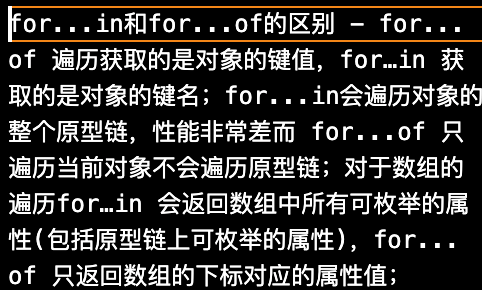 for...in和for...of的区别 – for...
of 遍历获取的是对象的键值，for…in 获
取的是对象的键名；for...in会遍历对象的
整个原型链，性能非常差而 for...of 只
遍历当前对象不会遍历原型链；对于数组的
遍历for…in 会返回数组中所有可枚举的属
性(包括原型链上可枚举的属性)，for...
of 只返回数组的下标对应的属性值；